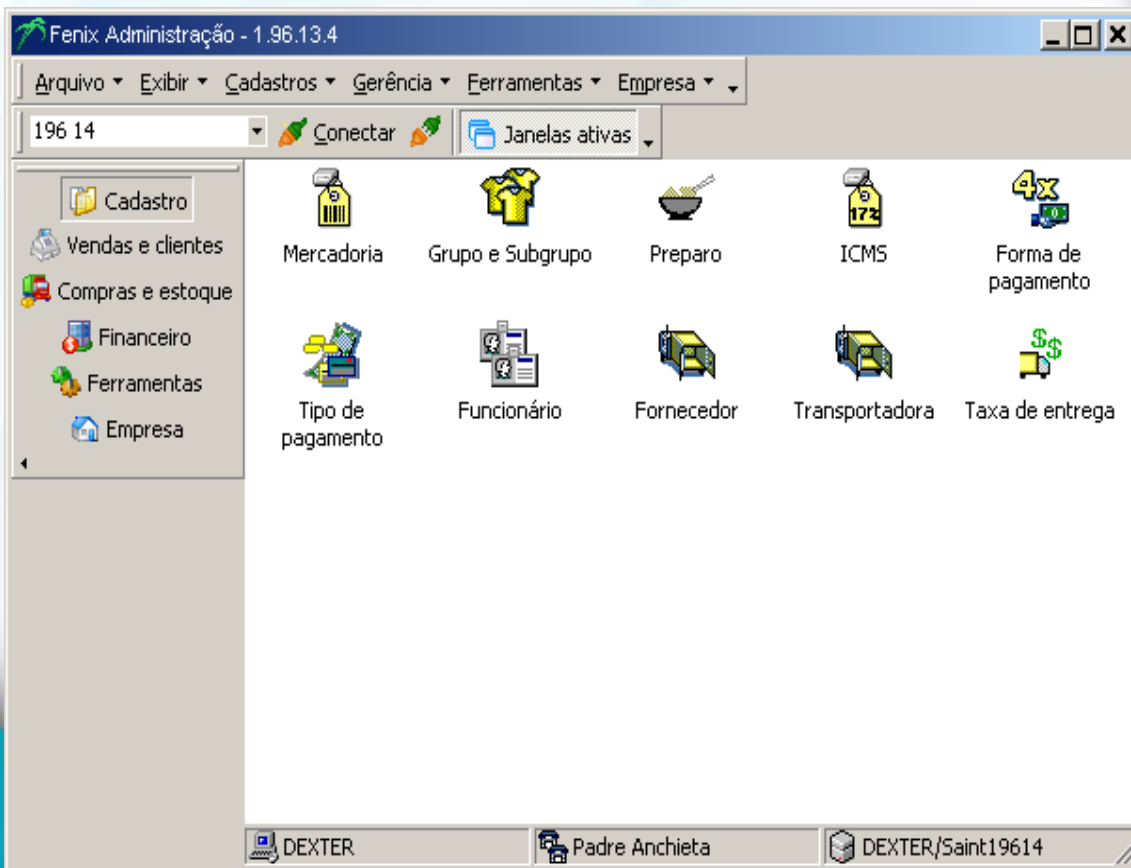 Fenix Administração - 1.96.13.4
Arquivo Exibir Cadastros Gerência Ferramentas Empresa
196 14 Conectar Janelas ativas
Cadastro
Vendas e clientes
Compras e estoque
Financeiro
Ferramentas
Empresa
Mercadoria Grupo e Subgrupo Preparo 17% ICMS 4x Forma de
pagamento
Tipo de Funcionário Fornecedor Transportadora $$ Taxa de entrega
pagamento
DEXTER Padre Anchieta DEXTER/Saint19614